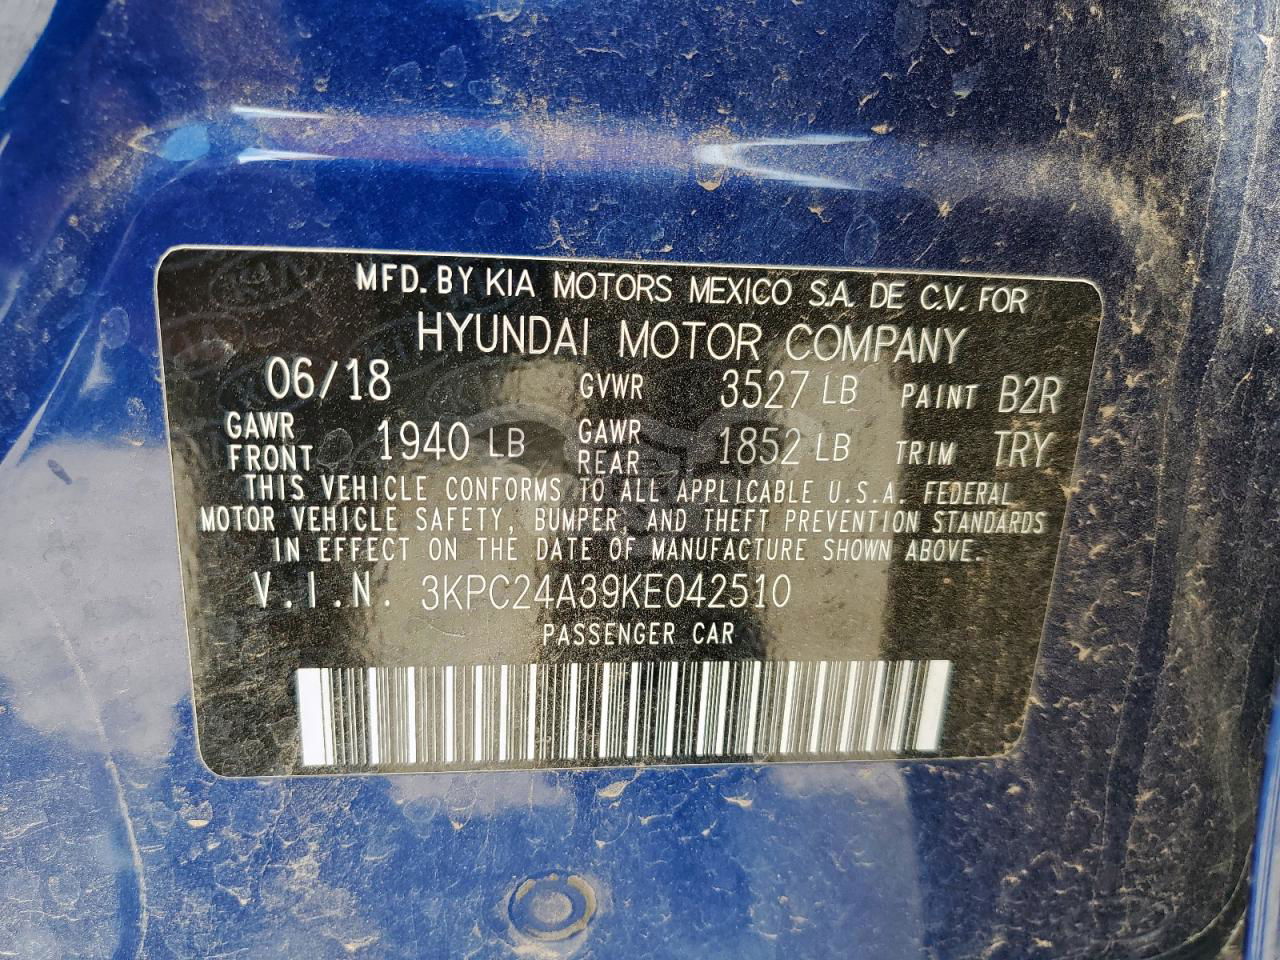 MFD. BY KIA MOTORS MEXICO S.A. DE C.V. FOR
HYUNDAI MOTOR COMPANY
06/18 GVWR 3527 LB PAINT B2R
GAWR FRONT 1940 LB GAWR REAR 1852 LB TRIM TRY
THIS VEHICLE CONFORMS TO ALL APPLICABLE U.S.A. FEDERAL
MOTOR VEHICLE SAFETY, BUMPER, AND THEFT PREVENTION STANDARDS
IN EFFECT ON THE DATE OF MANUFACTURE SHOWN ABOVE.
V.I.N. 3KPC24A39KE042510
PASSENGER CAR